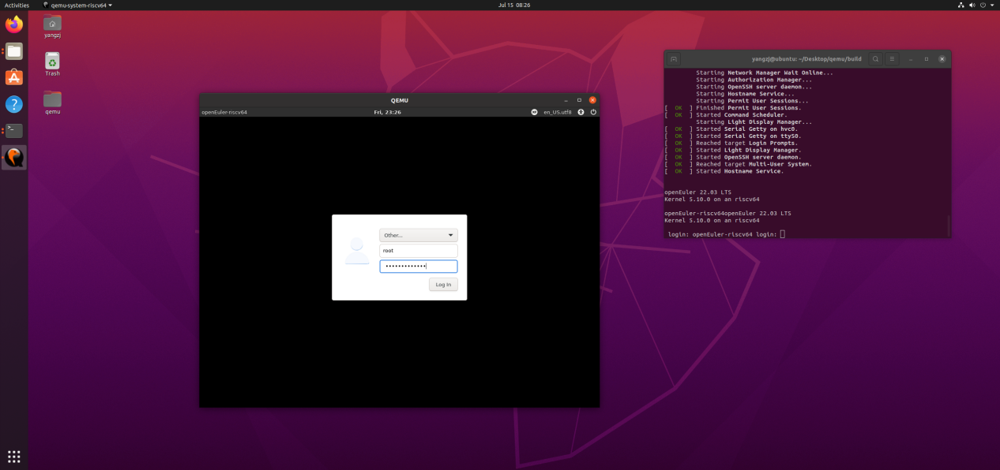 Activities
qemu-system-riscv64
Jul 15 08:26
yangzj
Trash
qemu
QEMU
openEuler-riscv64
Fri, 23:26
en_US.utf8
Other...
root
•••••••••••••
Log In
yangzj@ubuntu: ~/Desktop/qemu/build
Starting Network Manager Wait Online...
Starting Authorization Manager...
Starting OpenSSH server daemon...
Starting Hostname Service...
Starting Permit User Sessions...
[  OK  ] Finished Permit User Sessions.
[  OK  ] Started Command Scheduler.
Starting Light Display Manager...
[  OK  ] Started Serial Getty on hvc0.
[  OK  ] Started Serial Getty on ttyS0.
[  OK  ] Reached target Login Prompts.
[  OK  ] Started Light Display Manager.
[  OK  ] Started OpenSSH server daemon.
[  OK  ] Reached target Multi-User System.
[  OK  ] Started Hostname Service.
openEuler 22.03 LTS
Kernel 5.10.0 on an riscv64
openEuler-riscv64openEuler 22.03 LTS
Kernel 5.10.0 on an riscv64
login: openEuler-riscv64 login: